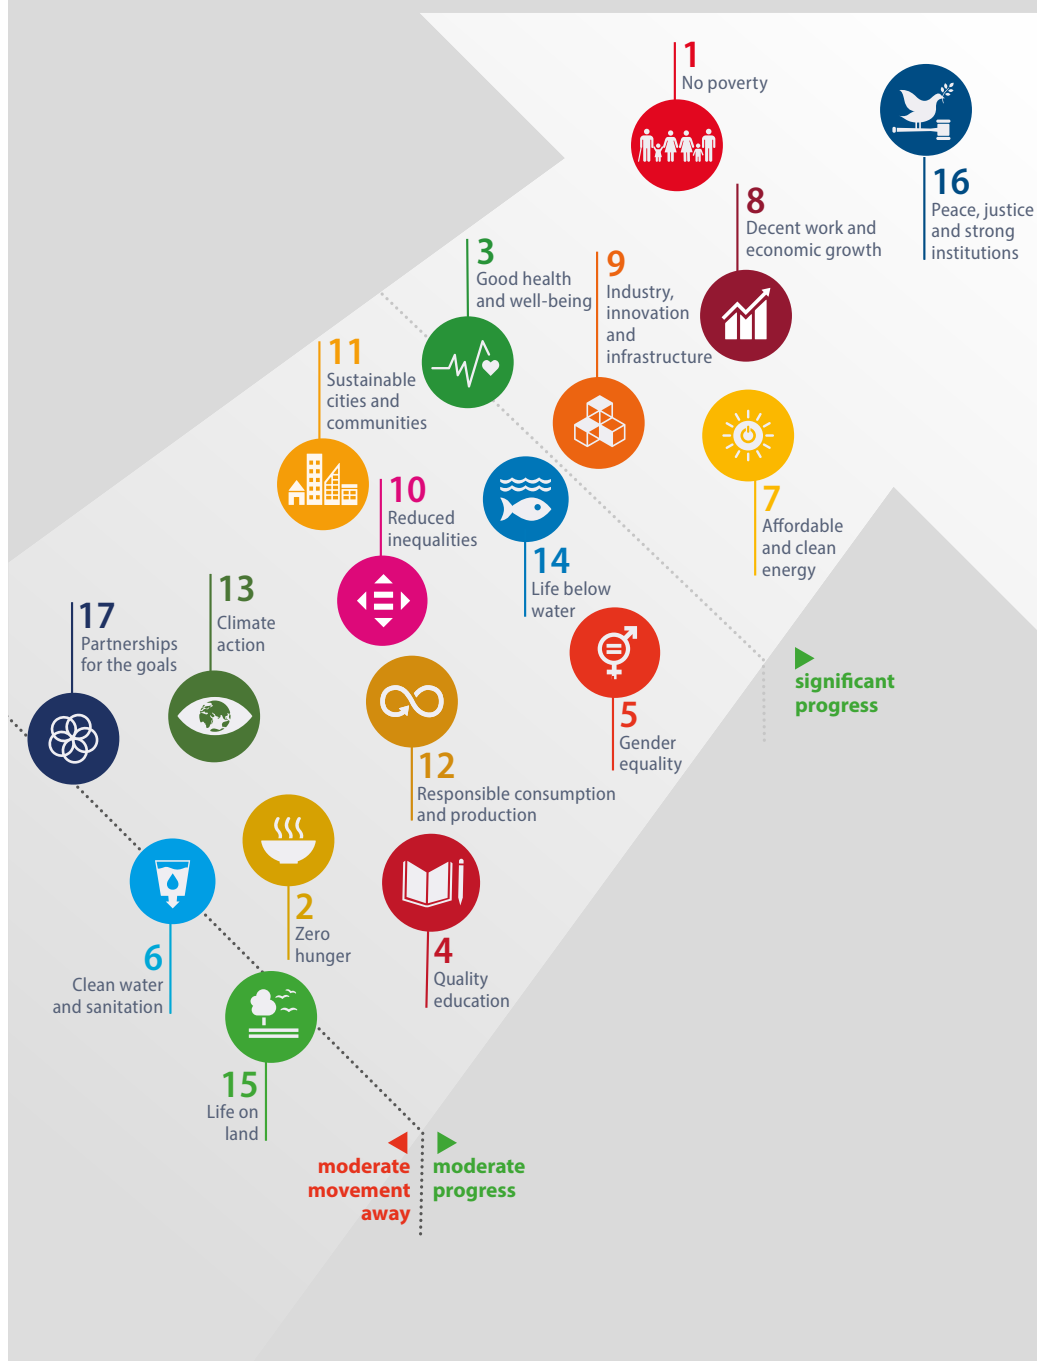 1
No poverty
16
Peace, justice
and strong
institutions
8
Decent work and
economic growth
3
Good health
and well-being
9
Industry,
innovation
and
infrastructure
11
Sustainable
cities and
communities
10
Reduced
inequalities
7
Affordable
and clean
energy
14
Life below
water
13
Climate
action
17
Partnerships
for the goals
significant
progress
5
Gender
equality
12
Responsible consumption
and production
2
Zero
hunger
4
Quality
education
6
Clean water
and sanitation
15
Life on
land
moderate
movement
away
moderate
progress